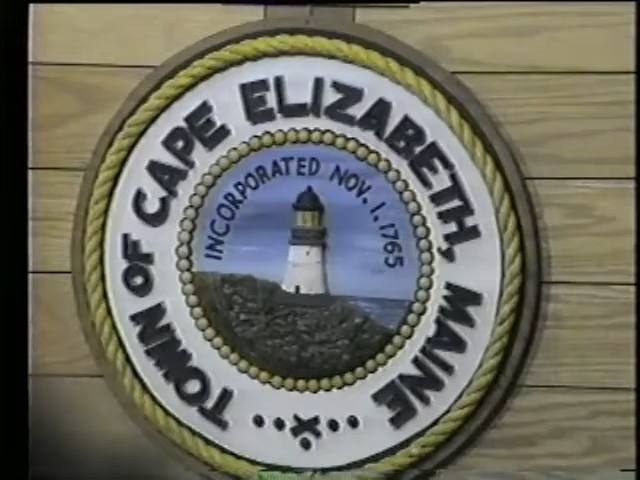 TOWN OF CAPE ELIZABETH, MAINE
INCORPORATED NOV. 1, 1765